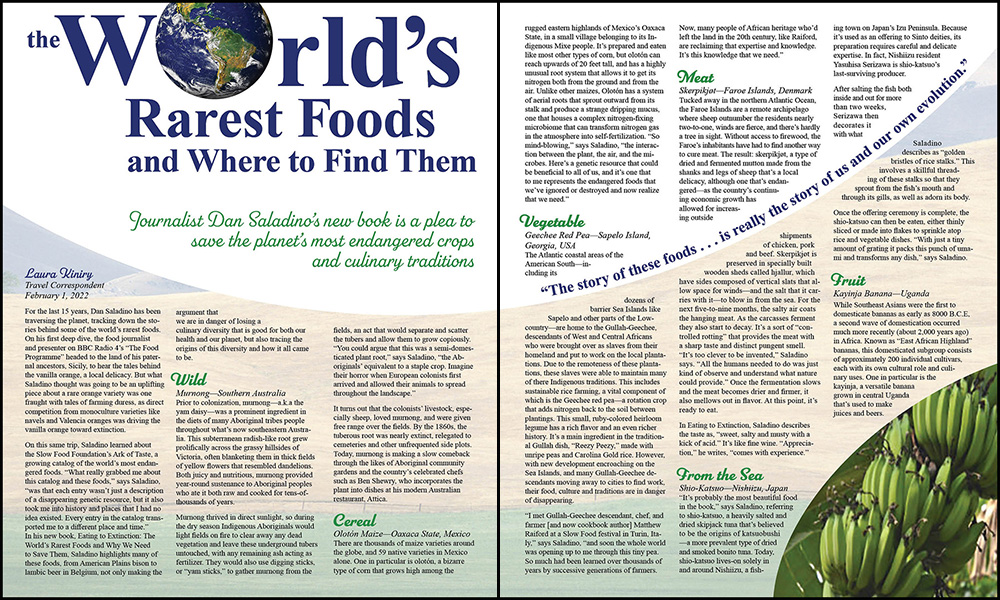 the World's
Rarest Foods
and Where to Find Them
Journalist Dan Saladino's new book is a plea to
save the planet's most endangered crops
and culinary traditions
Laura Kiniry
Travel Correspondent
February 1, 2022
For the last 15 years, Dan Saladino has been
traversing the planet, tracking down the sto-
ries behind some of the world's rarest foods.
On his first deep dive, the food journalist
and presenter on BBC Radio 4's "The Food
Programme" headed to the land of his pater-
nal ancestors, Sicily, to hear the tales behind
the vanilla orange, a local delicacy. But what
Saladino thought was going to be an uplifting
piece about a rare orange variety was one
fraught with tales of farming duress, as direct
competition from monoculture varieties like
navels and Valencia oranges was driving the
vanilla orange toward extinction.
On this same trip, Saladino learned about
the Slow Food Foundation's Ark of Taste, a
growing catalog of the world's most endan-
gered foods. "What really grabbed me about
this catalog and these foods," says Saladino,
"was that each entry wasn't just a description
of a disappearing genetic resource, but it also
took me into history and places that I had no
idea existed. Every entry in the catalog trans-
ported me to a different place and time."
In his new book, Eating to Extinction: The
World's Rarest Foods and Why We Need
to Save Them, Saladino highlights many of
these foods, from American Plains bison to
lambic beer in Belgium, not only making the
argument that
we are in danger of losing a
culinary diversity that is good for both our
health and our planet, but also tracing the
origins of this diversity and how it all came
to be.
Wild
Murnong—Southern Australia
Prior to colonization, murnong—a.k.a the
yam daisy—was a prominent ingredient in
the diets of many Aboriginal tribes people
throughout what's now southeastern Austra-
lia. This subterranean radish-like root grew
prolifically across the grassy hillsides of
Victoria, often blanketing them in thick fields
of yellow flowers that resembled dandelions.
Both juicy and nutritious, murnong provided
year-round sustenance to Aboriginal peoples
who ate it both raw and cooked for tens-of-
thousands of years.
Murnong thrived in direct sunlight, so during
the dry season Indigenous Aboriginals would
light fields on fire to clear away any dead
vegetation and leave these underground tubers
untouched, with any remaining ash acting as
fertilizer. They would also use digging sticks,
or "yam sticks," to gather murnong from the
fields, an act that would separate and scatter
the tubers and allow them to grow copiously.
"You could argue that this was a semi-domes-
ticated plant root," says Saladino, "the Ab-
originals' equivalent to a staple crop. Imagine
their horror when European colonists first
arrived and allowed their animals to spread
throughout the landscape."
It turns out that the colonists' livestock, espe-
cially sheep, loved murnong, and were given
free range over the fields. By the 1860s, the
tuberous root was nearly extinct, relegated to
cemeteries and other unfrequented side plots.
Today, murnong is making a slow comeback
through the likes of Aboriginal community
gardens and the country's celebrated chefs
such as Ben Shewry, who incorporates the
plant into dishes at his modern Australian
restaurant, Attica.
Cereal
Olotón Maize—Oaxaca State, Mexico
There are thousands of maize varieties around
the globe, and 59 native varieties in Mexico
alone. One in particular is olotón, a bizarre
type of corn that grows high among the
rugged eastern highlands of Mexico's Oaxaca
State, in a small village belonging to its In-
digenous Mixe people. It's prepared and eaten
like most other types of corn, but olotón can
reach upwards of 20 feet tall, and has a highly
unusual root system that allows it to get its
nitrogen both from the ground and from the
air. Unlike other maizes, Olotón has a system
of aerial roots that sprout outward from its
stalk and produce a strange dripping mucus,
one that houses a complex nitrogen-fixing
microbiome that can transform nitrogen gas
in the atmosphere into self-fertilization. "So
mind-blowing," says Saladino, "the interac-
tion between the plant, the air, and the mi-
crobes. Here's a genetic resource that could
be beneficial to all of us, and it's one that
to me represents the endangered foods that
we've ignored or destroyed and now realize
that we need."
Vegetable
Geechee Red Pea—Sapelo Island,
Georgia, USA
The Atlantic coastal areas of the
American South—in-
cluding its
dozens of
barrier Sea Islands like
Sapelo and other parts of the Low-
country—are home to the Gullah-Geechee,
descendants of West and Central Africans
who were brought over as slaves from their
homeland and put to work on the local planta-
tions. Due to the remoteness of these planta-
tions, these slaves were able to maintain many
of there Indigenous traditions. This includes
sustainable rice farming, a vital component of
which is the Geechee red pea—a rotation crop
that adds nitrogen back to the soil between
plantings. This small, ruby-colored heirloom
legume has a rich flavor and an even richer
history. It's a main ingredient in the tradition-
al Gullah dish, "Reezy Peezy," made with
unripe peas and Carolina Gold rice. However,
with new development encroaching on the
Sea Islands, and many Gullah-Geechee de-
scendants moving away to cities to find work,
their food, culture and traditions are in danger
of disappearing.
"I met Gullah-Geechee descendant, chef, and
farmer [and now cookbook author] Matthew
Raiford at a Slow Food festival in Turin, Ita-
ly," says Saladino, "and soon the whole world
was opening up to me through this tiny pea.
So much had been learned over thousands of
years by successive generations of farmers.
Now, many people of African heritage who'd
left the land in the 20th century, like Raiford,
are reclaiming that expertise and knowledge.
It's this knowledge that we need."
Meat
Skerpikjøt—Faroe Islands, Denmark
Tucked away in the northern Atlantic Ocean,
the Faroe Islands are a remote archipelago
where sheep outnumber the residents nearly
two-to-one, winds are fierce, and there's hardly
a tree in sight. Without access to firewood, the
Faroe's inhabitants have had to find another way
to cure meat. The result: skerpikjøt, a type of
dried and fermented mutton made from the
shanks and legs of sheep that's a local
delicacy, although one that's endan-
gered—as the country's continu-
ing economic growth has
allowed for increas-
ing outside
shipments
of chicken, pork
and beef. Skerpikjøt is
preserved in specially built
wooden sheds called hjallur, which
have sides composed of vertical slats that al-
low space for winds—and the salt that it car-
ries with it—to blow in from the sea. For the
next five-to-nine months, the salty air coats
the hanging meat. As the carcasses ferment
they also start to decay. It's a sort of "con-
trolled rotting" that provides the meat with
a sharp taste and distinct pungent smell.
"It's too clever to be invented," Saladino
says. "All the humans needed to do was just
kind of observe and understand what nature
could provide." Once the fermentation slows
and the meat becomes drier and firmer, it
also mellows out in flavor. At this point, it's
ready to eat.
In Eating to Extinction, Saladino describes
the taste as, "sweet, salty and musty with a
kick of acid." It's like fine wine. "Apprecia-
tion," he writes, "comes with experience."
From the Sea
Shio-Katsuo—Nishiizu, Japan
"It's probably the most beautiful food
in the book," says Saladino, referring
to shio-katsuo, a heavily salted and
dried skipjack tuna that's believed
to be the origins of katsuobushi
—a more prevalent type of dried
and smoked bonito tuna. Today,
shio-katsuo lives-on solely in
and around Nishiizu, a fish-
ing town on Japan's Izu Peninsula. Because
it's used as an offering to Sinto deities, its
preparation requires careful and delicate
expertise. In fact, Nishiizu resident
Yasuhisa Serizawa is shio-katsuo's
last-surviving producer.
After salting the fish both
inside and out for more
than two weeks,
Serizawa then
decorates it
with what
Saladino
describes as "golden
bristles of rice stalks." This
involves a skillful thread-
ing of these stalks so that they
sprout from the fish's mouth and
through its gills, as well as adorn its body.
Once the offering ceremony is complete, the
shio-katsuo can then be eaten, either thinly
sliced or made into flakes to sprinkle atop
rice and vegetable dishes. "With just a tiny
amount of grating it packs this punch of uma-
mi and transforms any dish," says Saladino.
Fruit
Kayinja Banana—Uganda
While Southeast Asians were the first to
domesticate bananas as early as 8000 B.C.E,
a second wave of domestication occurred
much more recently (about 2,000 years ago)
in Africa. Known as "East African Highland"
bananas, this domesticated subgroup consists
of approximately 200 individual cultivars,
each with its own cultural role and culi-
nary uses. One in particular is the
kayinja, a versatile banana
grown in central Uganda
that's used to make
juices and beers.
"The story of these foods . . . is really the story of us and our own evolution."